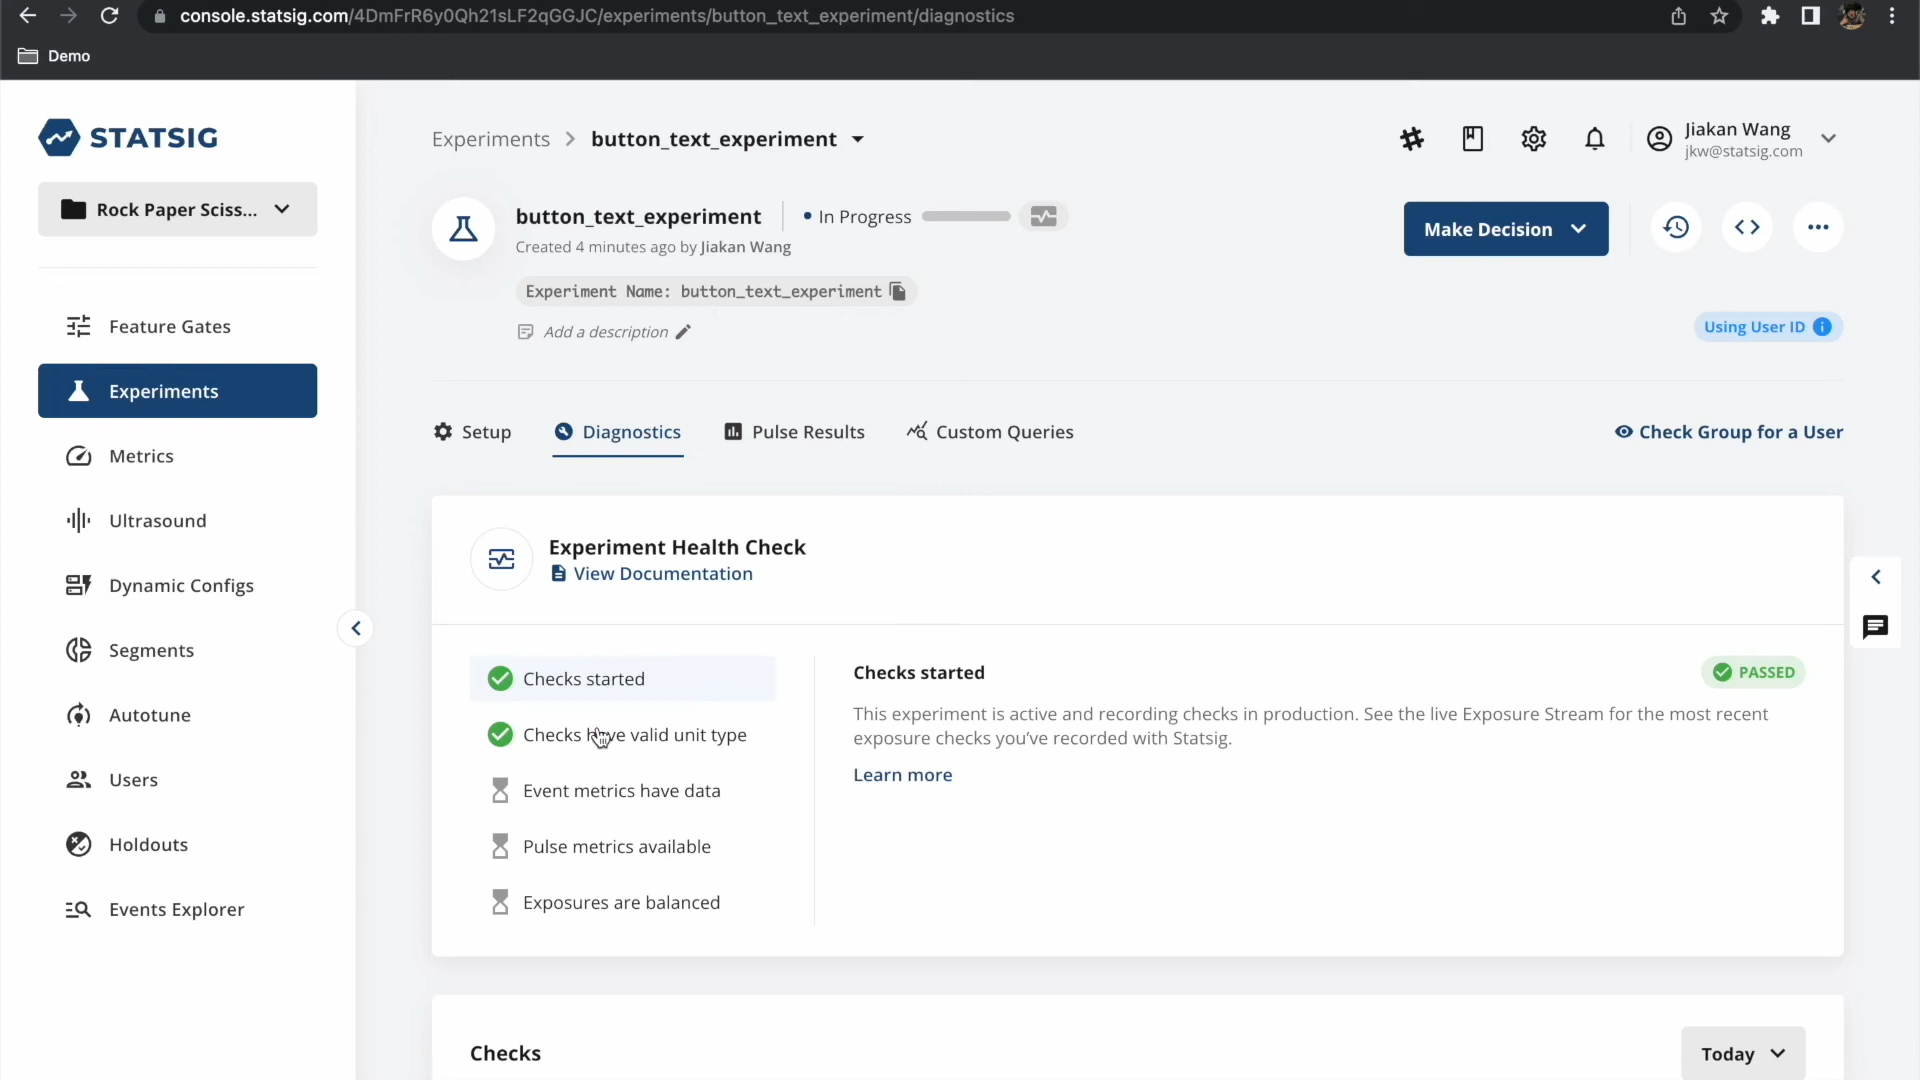 console.statsig.com/4DmFrR6y0Qh21sLF2qGGJC/experiments/button_text_experiment/diagnostics
Demo
STATSIG
Rock Paper Sciss...
Feature Gates
Experiments
Metrics
Ultrasound
Dynamic Configs
Segments
Autotune
Users
Holdouts
Events Explorer
Experiments button_text_experiment
Jiakan Wang
jkw@statsig.com
button_text_experiment In Progress
Created 4 minutes ago by Jiakan Wang
Experiment Name: button_text_experiment
Add a description
Make Decision
Using User ID
Setup Diagnostics Pulse Results Custom Queries Check Group for a User
Experiment Health Check
View Documentation
Checks started
Checks have valid unit type
Event metrics have data
Pulse metrics available
Exposures are balanced
Checks started PASSED
This experiment is active and recording checks in production. See the live Exposure Stream for the most recent
exposure checks you've recorded with Statsig.
Learn more
Checks Today